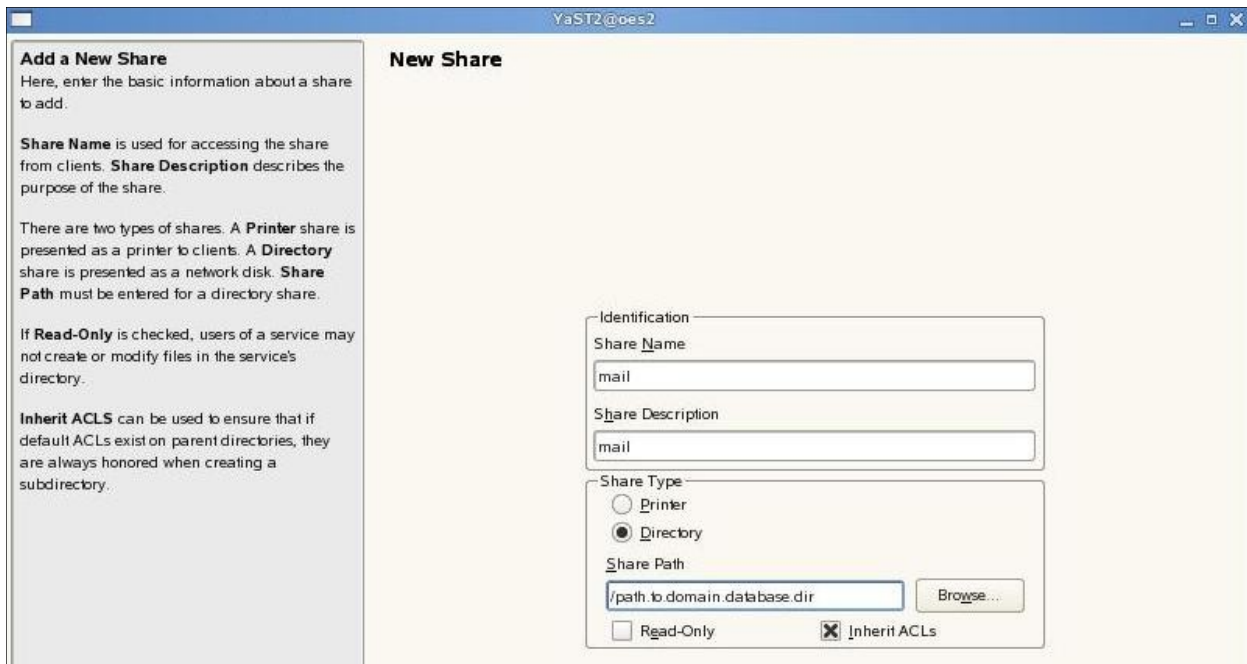 YaST2@oes2
Add a New Share
Here, enter the basic information about a share
to add.
Share Name is used for accessing the share
from clients. Share Description describes the
purpose of the share.
There are two types of shares. A Printer share is
presented as a printer to clients. A Directory
share is presented as a network disk. Share
Path must be entered for a directory share.
If Read-Only is checked, users of a service may
not create or modify files in the service's
directory.
Inherit ACLS can be used to ensure that if
default ACLs exist on parent directories, they
are always honored when creating a
subdirectory.
New Share
Identification
Share Name
mail
Share Description
mail
Share Type
Printer
Directory
Share Path
/path.to.domain.database.dir
Browse...
Read-Only
Inherit ACLs